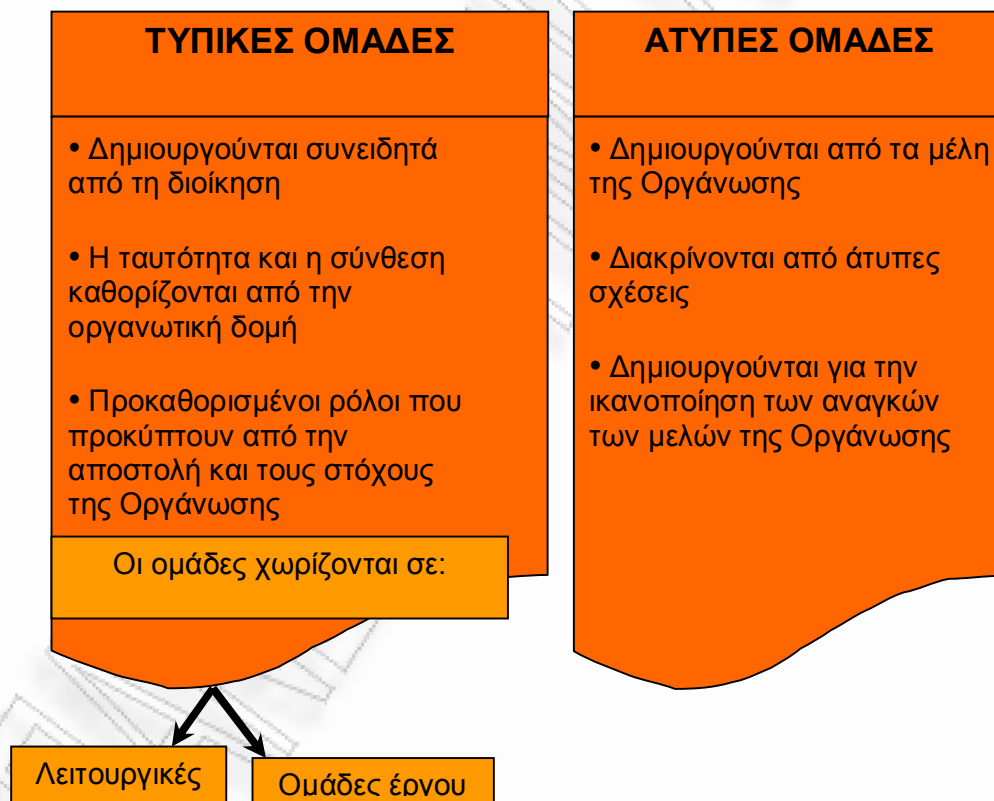 ΤΥΠΙΚΕΣ ΟΜΑΔΕΣ
• Δημιουργούνται συνειδητά
από τη διοίκηση
• Η ταυτότητα και η σύνθεση
καθορίζονται από την
οργανωτική δομή
• Προκαθορισμένοι ρόλοι που
προκύπτουν από την
αποστολή και τους στόχους
της Οργάνωσης
Οι ομάδες χωρίζονται σε:
Λειτουργικές
Ομάδες έργου
ΑΤΥΠΕΣ ΟΜΑΔΕΣ
• Δημιουργούνται από τα μέλη
της Οργάνωσης
• Διακρίνονται από άτυπες
σχέσεις
• Δημιουργούνται για την
ικανοποίηση των αναγκών
των μελών της Οργάνωσης